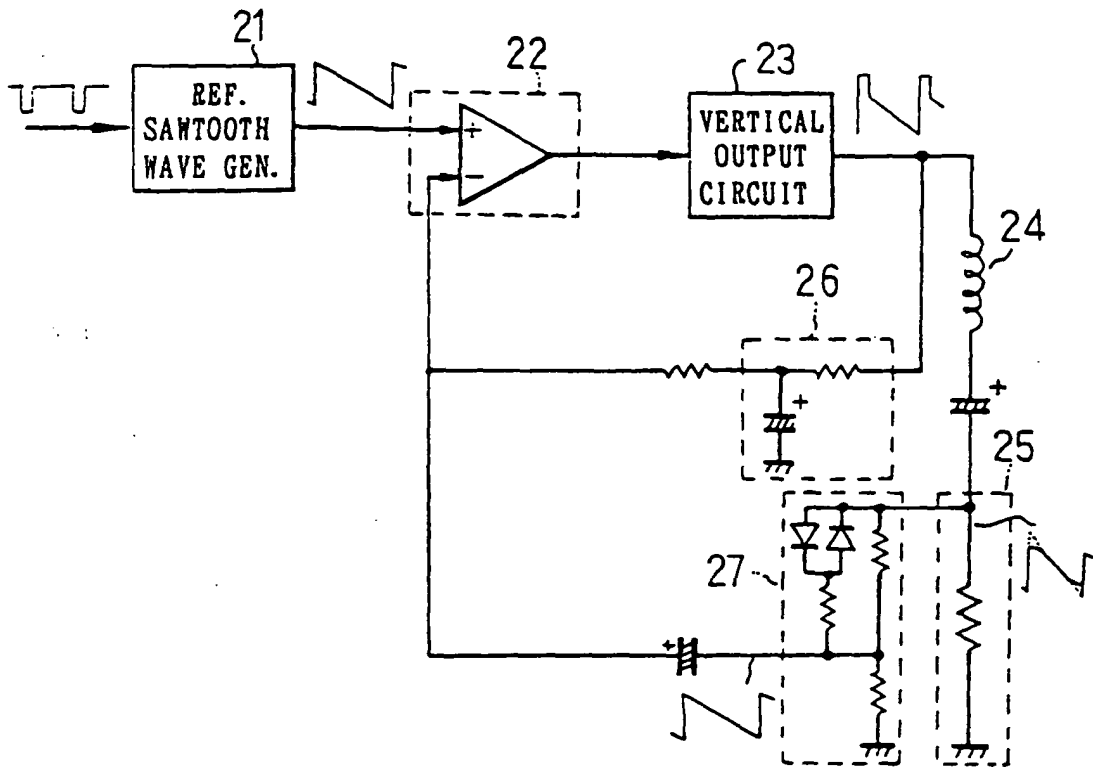 21
REF.
SAWTOOTH
WAVE GEN.
22
+
−
23
VERTICAL
OUTPUT
CIRCUIT
24
26
+
+
25
27
+